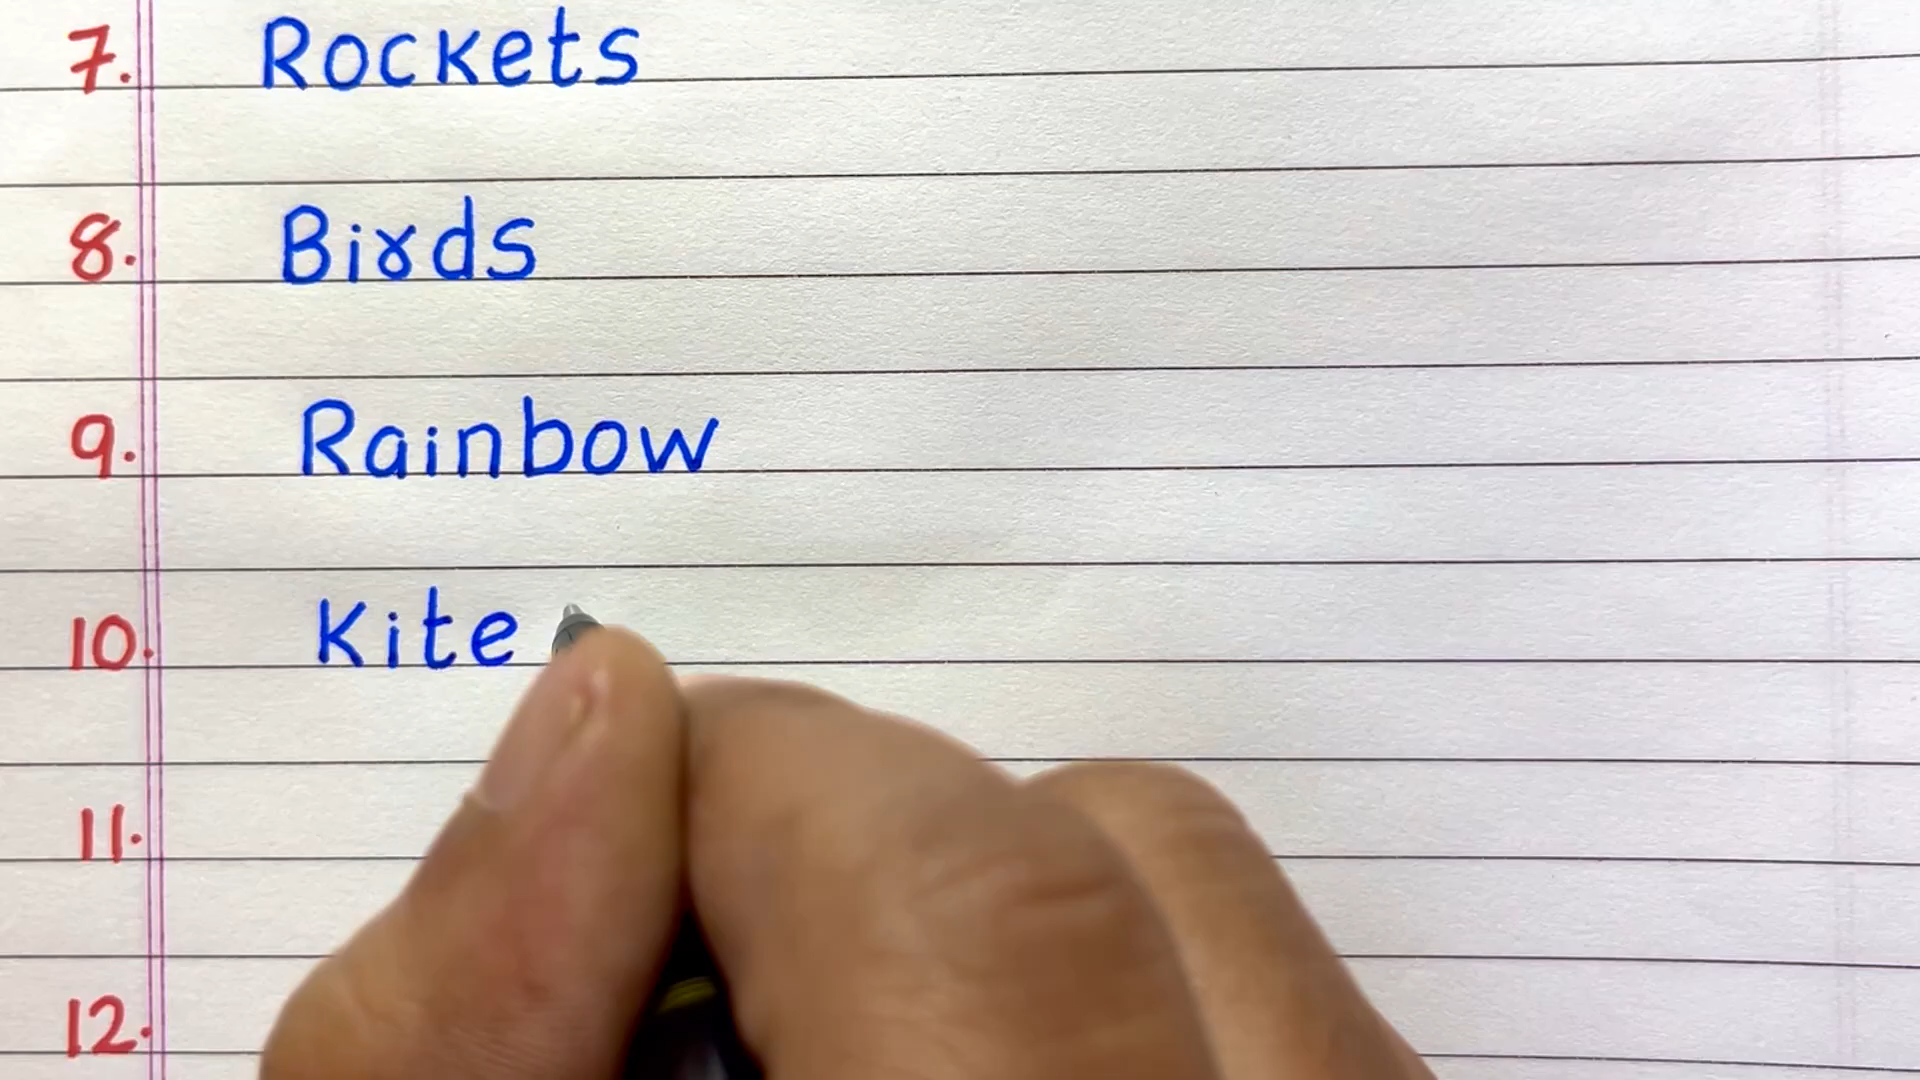 7. Rockets
8. Birds
9. Rainbow
10. Kite
11.
12.